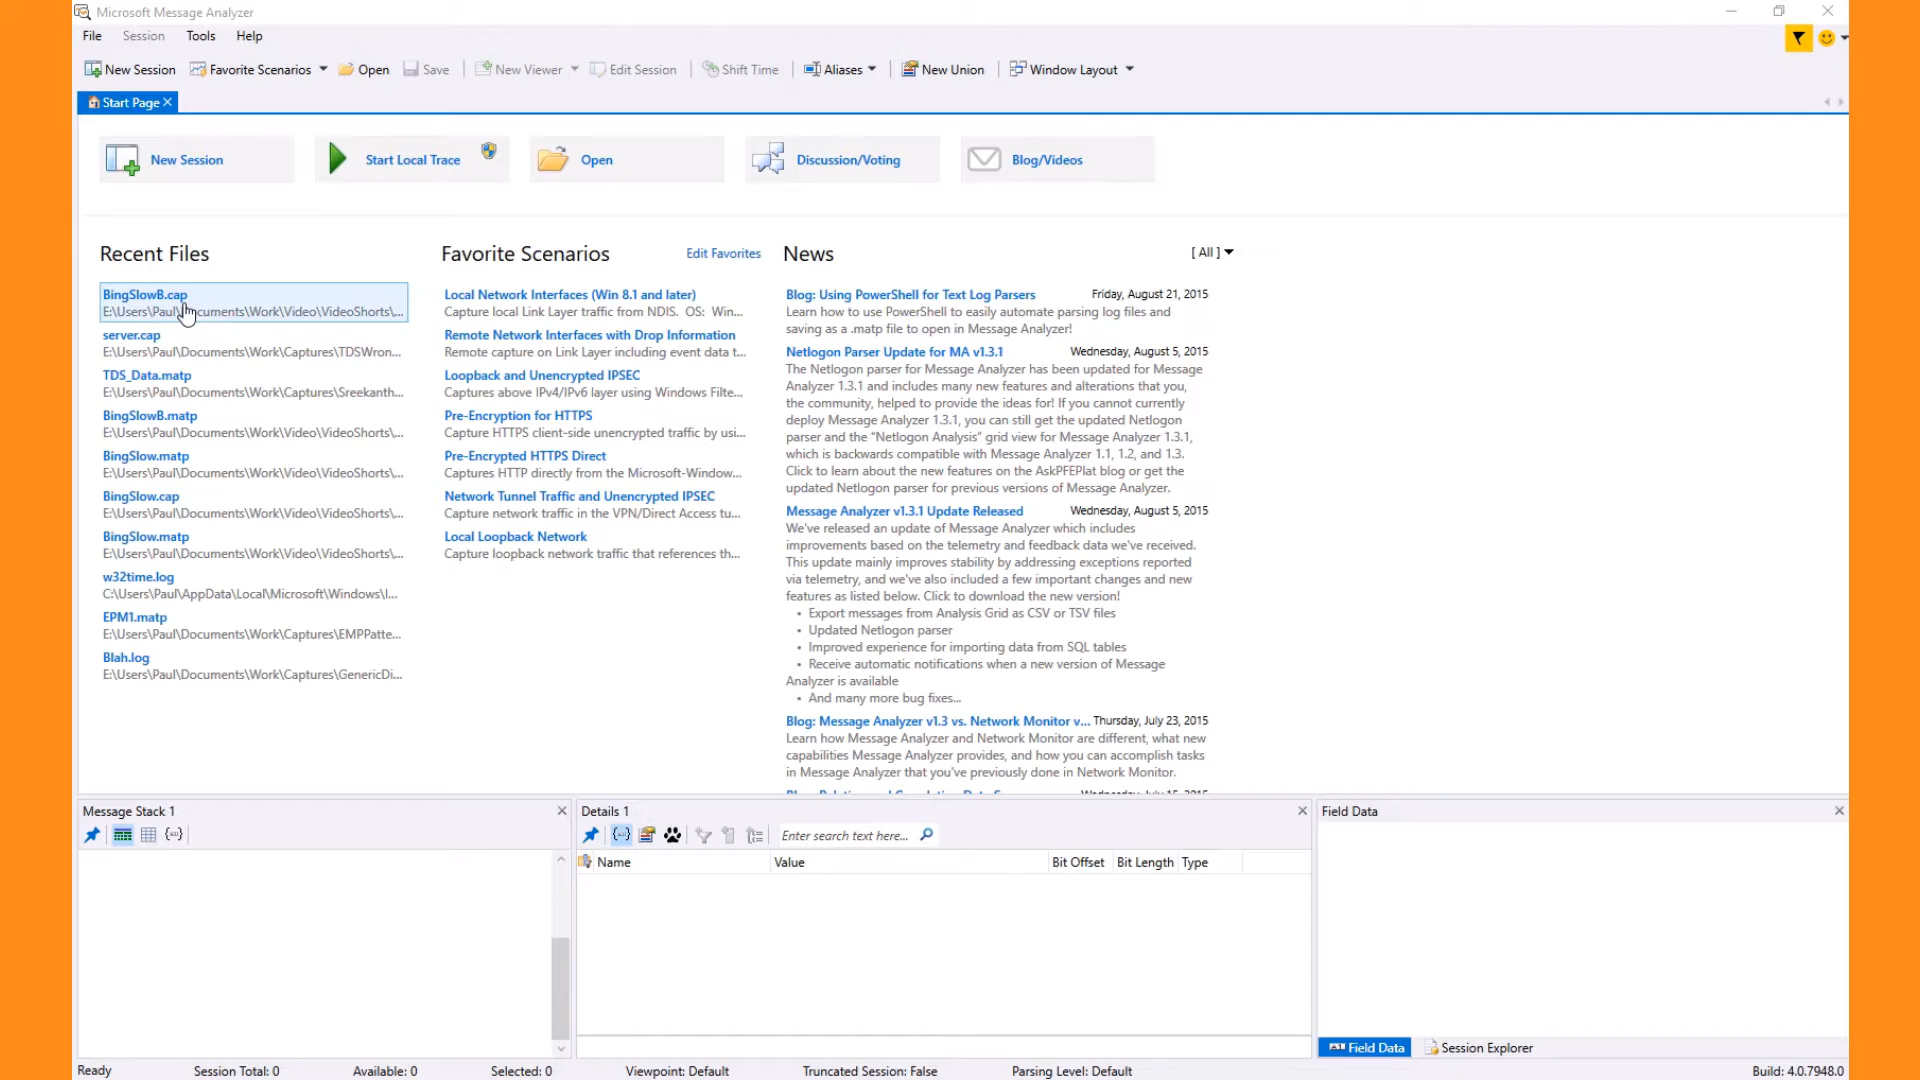 Microsoft Message Analyzer
File Session Tools Help
New Session Favorite Scenarios Open Save New Viewer Edit Session Shift Time Aliases New Union Window Layout
Start Page
New Session
Start Local Trace
Open
Discussion/Voting
Blog/Videos
Recent Files
BingSlowB.cap
E:\Users\Paul\Documents\Work\Video\VideoShorts\...
server.cap
E:\Users\Paul\Documents\Work\Captures\TDSWron...
TDS_Data.matp
E:\Users\Paul\Documents\Work\Captures\Sreekanth...
BingSlowB.matp
E:\Users\Paul\Documents\Work\Video\VideoShorts\...
BingSlow.matp
E:\Users\Paul\Documents\Work\Video\VideoShorts\...
BingSlow.cap
E:\Users\Paul\Documents\Work\Video\VideoShorts\...
BingSlow.matp
E:\Users\Paul\Documents\Work\Video\VideoShorts\...
w32time.log
C:\Users\Paul\AppData\Local\Microsoft\Windows\I...
EPM1.matp
E:\Users\Paul\Documents\Work\Captures\EMPPatte...
Blah.log
E:\Users\Paul\Documents\Work\Captures\GenericDi...
Favorite Scenarios Edit Favorites
Local Network Interfaces (Win 8.1 and later)
Capture local Link Layer traffic from NDIS. OS: Win...
Remote Network Interfaces with Drop Information
Remote capture on Link Layer including event data t...
Loopback and Unencrypted IPSEC
Captures above IPv4/IPv6 layer using Windows Filte...
Pre-Encryption for HTTPS
Capture HTTPS client-side unencrypted traffic by usi...
Pre-Encrypted HTTPS Direct
Captures HTTP directly from the Microsoft-Window...
Network Tunnel Traffic and Unencrypted IPSEC
Capture network traffic in the VPN/Direct Access tu...
Local Loopback Network
Capture loopback network traffic that references th...
News [ All ]
Blog: Using PowerShell for Text Log Parsers Friday, August 21, 2015
Learn how to use PowerShell to easily automate parsing log files and
saving as a .matp file to open in Message Analyzer!
Netlogon Parser Update for MA v1.3.1 Wednesday, August 5, 2015
The Netlogon parser for Message Analyzer has been updated for Message
Analyzer 1.3.1 and includes many new features and alterations that you,
the community, helped to provide the ideas for! If you cannot currently
deploy Message Analyzer 1.3.1, you can still get the updated Netlogon
parser and the “Netlogon Analysis” grid view for Message Analyzer 1.3.1,
which is backwards compatible with Message Analyzer 1.1, 1.2, and 1.3.
Click to learn about the new features on the AskPFEPlat blog or get the
updated Netlogon parser for previous versions of Message Analyzer.
Message Analyzer v1.3.1 Update Released Wednesday, August 5, 2015
We've released an update of Message Analyzer which includes
improvements based on the telemetry and feedback data we've received.
This update mainly improves stability by addressing exceptions reported
via telemetry, and we've also included a few important changes and new
features as listed below. Click to download the new version!
• Export messages from Analysis Grid as CSV or TSV files
• Updated Netlogon parser
• Improved experience for importing data from SQL tables
• Receive automatic notifications when a new version of Message
Analyzer is available
• And many more bug fixes...
Blog: Message Analyzer v1.3 vs. Network Monitor v... Thursday, July 23, 2015
Learn how Message Analyzer and Network Monitor are different, what new
capabilities Message Analyzer provides, and how you can accomplish tasks
in Message Analyzer that you've previously done in Network Monitor.
Message Stack 1
Details 1
Enter search text here...
Name Value Bit Offset Bit Length Type
Field Data
Field Data Session Explorer
Ready Session Total: 0 Available: 0 Selected: 0 Viewpoint: Default Truncated Session: False Parsing Level: Default Build: 4.0.7948.0